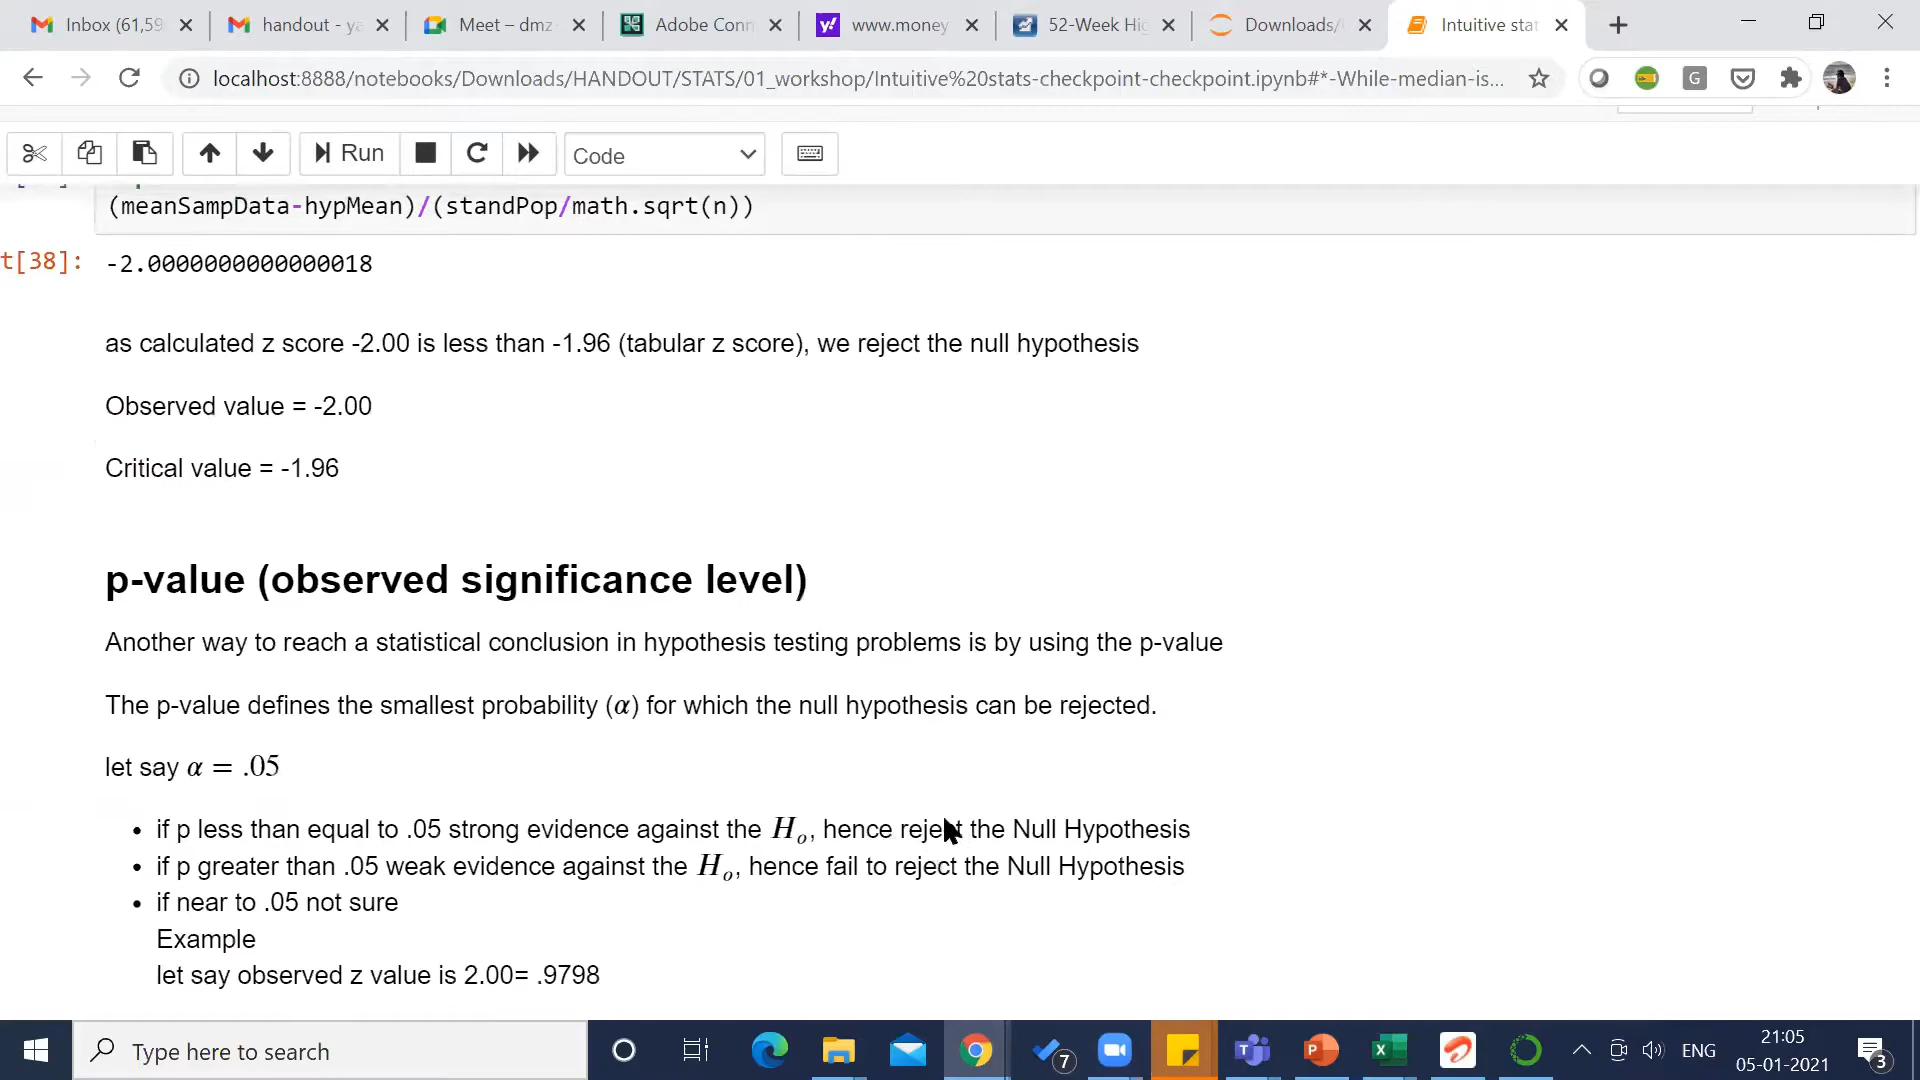 Inbox (61,59
handout - ya
Meet – dmz-
Adobe Conn
www.money
52-Week Hig
Downloads/
Intuitive stat
localhost:8888/notebooks/Downloads/HANDOUT/STATS/01_workshop/Intuitive%20stats-checkpoint-checkpoint.ipynb#*-While-median-is...
Run
Code
(meanSampData-hypMean)/(standPop/math.sqrt(n))
t[38]: -2.0000000000000018
as calculated z score -2.00 is less than -1.96 (tabular z score), we reject the null hypothesis
Observed value = -2.00
Critical value = -1.96
p-value (observed significance level)
Another way to reach a statistical conclusion in hypothesis testing problems is by using the p-value
The p-value defines the smallest probability (α) for which the null hypothesis can be rejected.
let say α = .05
• if p less than equal to .05 strong evidence against the Ho, hence reject the Null Hypothesis
• if p greater than .05 weak evidence against the Ho, hence fail to reject the Null Hypothesis
• if near to .05 not sure
Example
let say observed z value is 2.00= .9798
Type here to search
7
ENG
21:05
05-01-2021
3